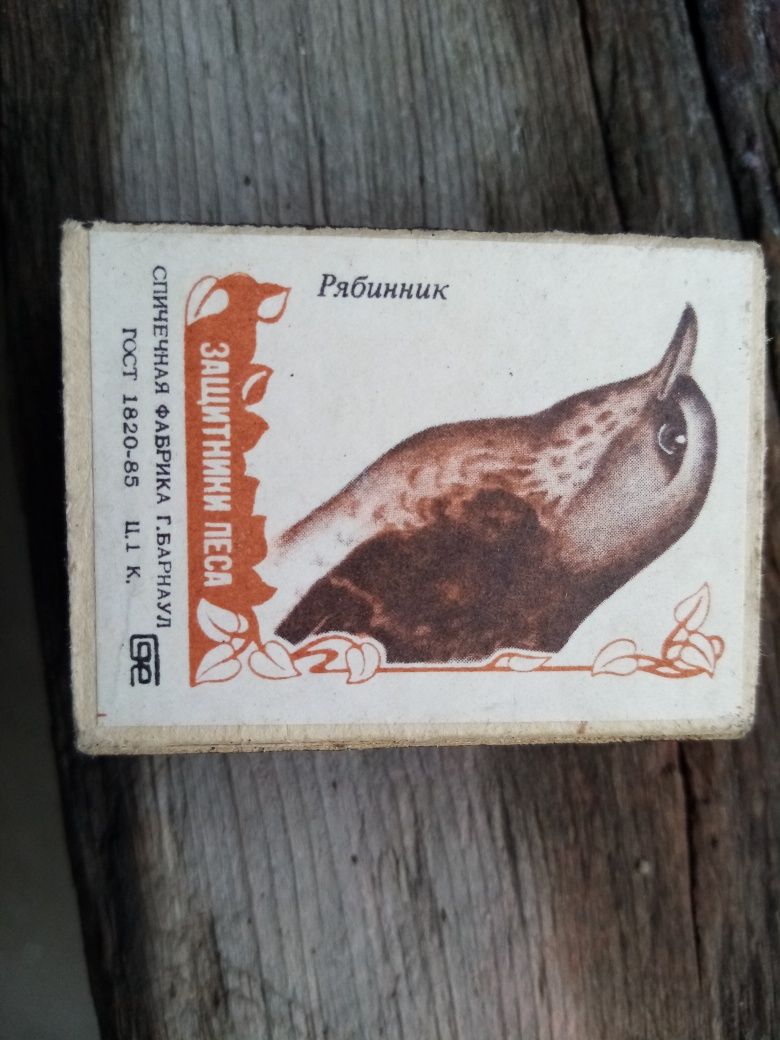 Рябинник
ЗАЩИТНИКИ ЛЕСА
СПИЧЕЧНАЯ ФАБРИКА Г.БАРНАУЛ
ГОСТ 1820-85 Ц.1 К.